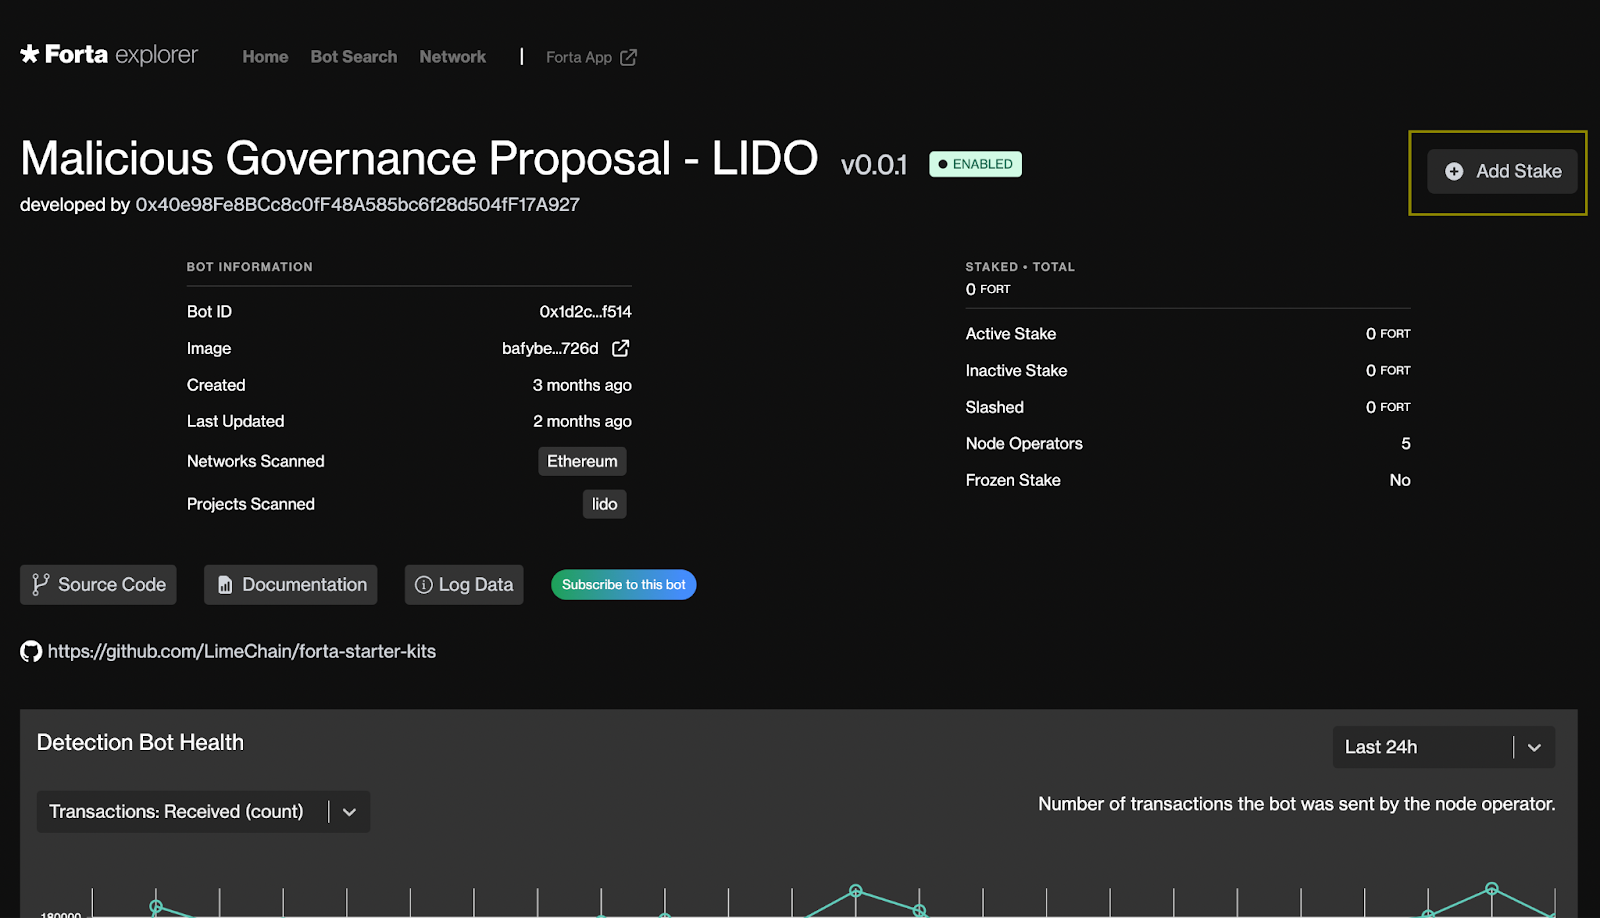 Forta explorer Home Bot Search Network | Forta App
Malicious Governance Proposal - LIDO v0.0.1 ENABLED
Add Stake
developed by 0x40e98Fe8BCc8c0fF48A585bc6f28d504fF17A927
BOT INFORMATION
Bot ID 0x1d2c...f514
Image bafybe...726d
Created 3 months ago
Last Updated 2 months ago
Networks Scanned Ethereum
Projects Scanned lido
STAKED • TOTAL
0 FORT
Active Stake 0 FORT
Inactive Stake 0 FORT
Slashed 0 FORT
Node Operators 5
Frozen Stake No
Source Code Documentation Log Data Subscribe to this bot
https://github.com/LimeChain/forta-starter-kits
Detection Bot Health
Last 24h
Transactions: Received (count)
Number of transactions the bot was sent by the node operator.
180000